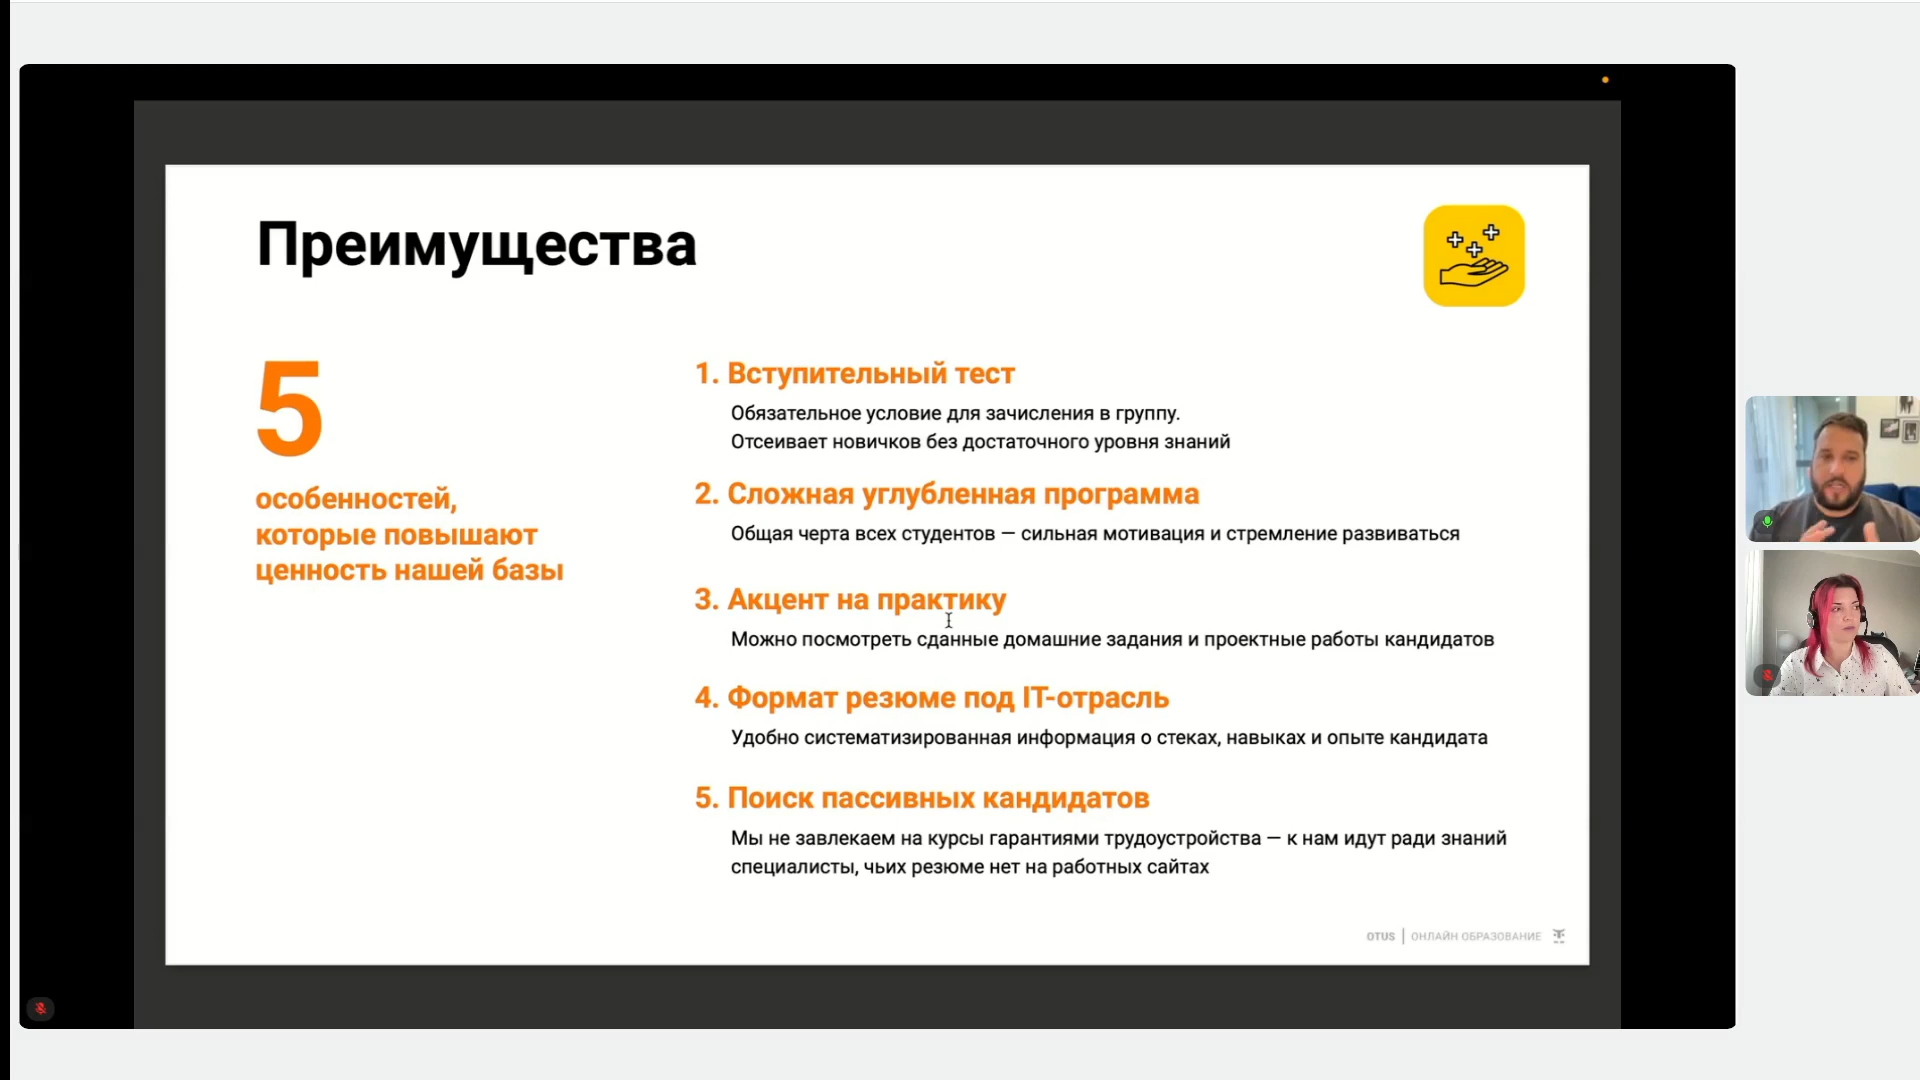 Преимущества
5
особенностей,
которые повышают
ценность нашей базы
1. Вступительный тест
Обязательное условие для зачисления в группу.
Отсеивает новичков без достаточного уровня знаний
2. Сложная углубленная программа
Общая черта всех студентов — сильная мотивация и стремление развиваться
3. Акцент на практику
Можно посмотреть сданные домашние задания и проектные работы кандидатов
4. Формат резюме под IT-отрасль
Удобно систематизированная информация о стеках, навыках и опыте кандидата
5. Поиск пассивных кандидатов
Мы не завлекаем на курсы гарантиями трудоустройства — к нам идут ради знаний
специалисты, чьих резюме нет на работных сайтах
OTUS | ОНЛАЙН ОБРАЗОВАНИЕ